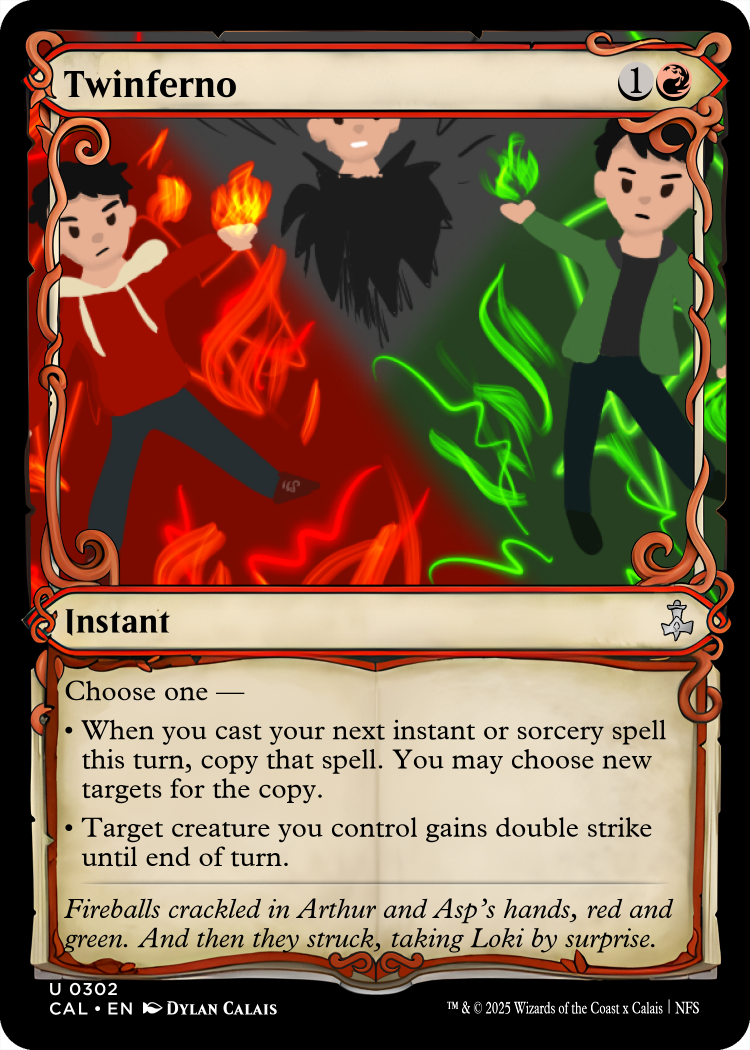 Twinferno
1
Instant
Choose one —
• When you cast your next instant or sorcery spell
this turn, copy that spell. You may choose new
targets for the copy.
• Target creature you control gains double strike
until end of turn.
Fireballs crackled in Arthur and Asp's hands, red and
green. And then they struck, taking Loki by surprise.
U 0302
CAL • EN DYLAN CALAIS
™ & © 2025 Wizards of the Coast x Calais | NFS